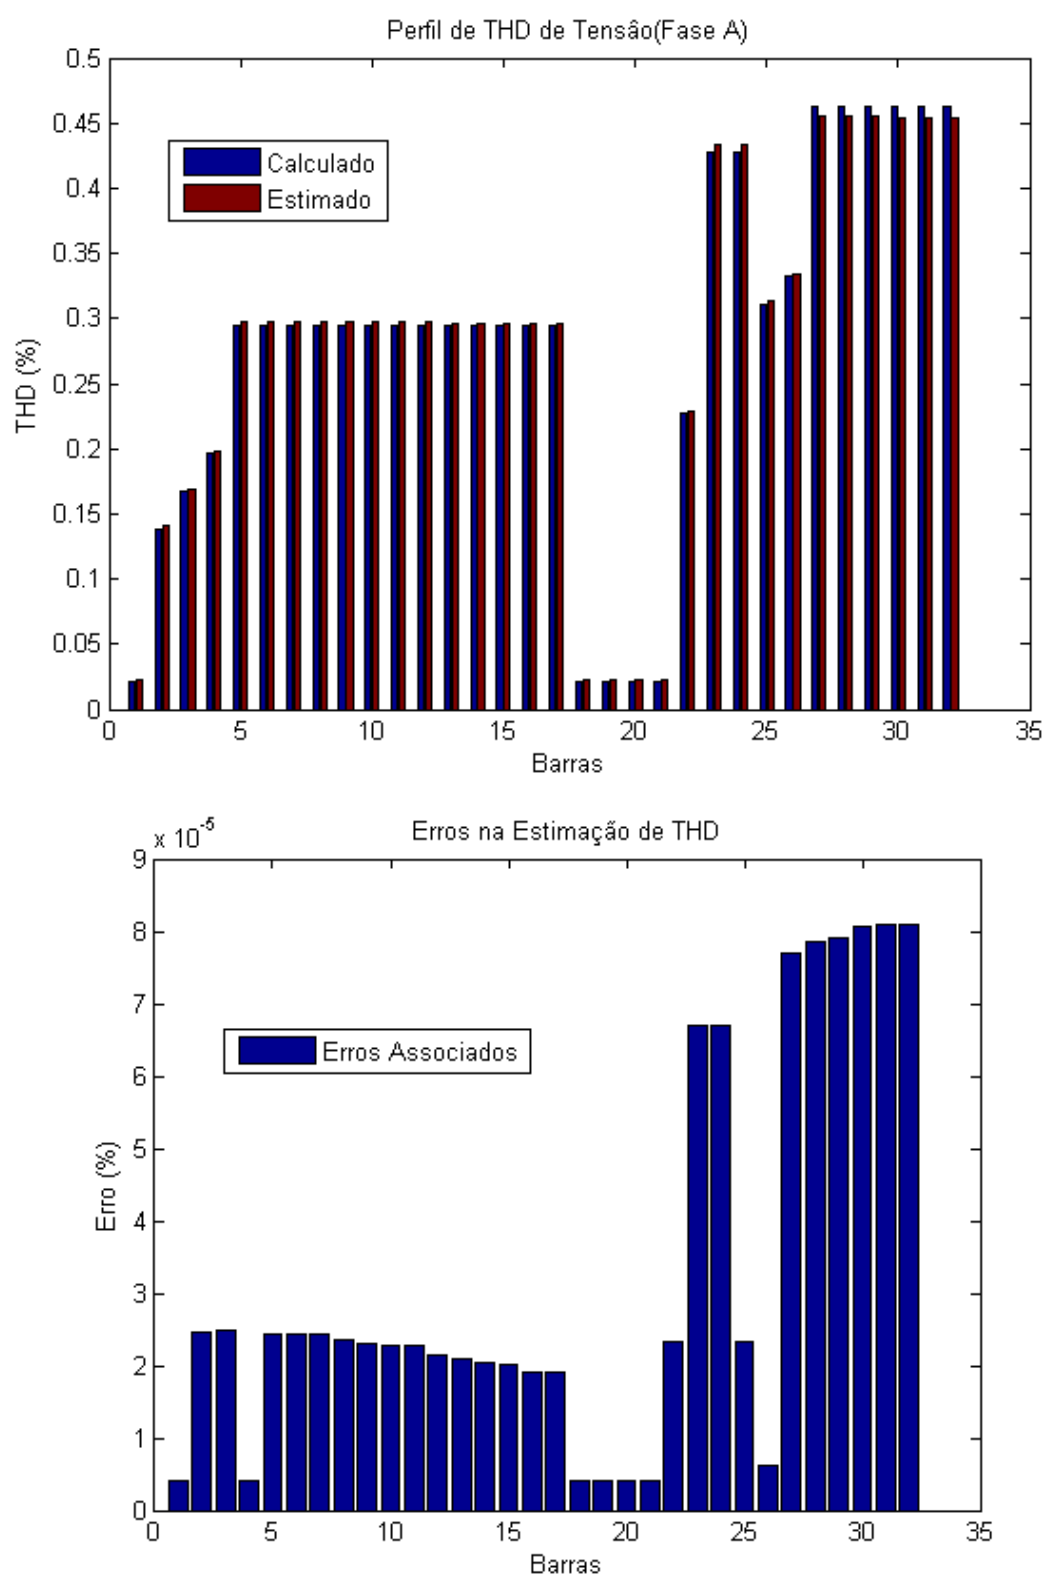 Perfil de THD de Tensão(Fase A)
0.5
0.45
0.4
0.35
0.3
0.25
0.2
0.15
0.1
0.05
0
THD (%)
Calculado
Estimado
0 5 10 15 20 25 30 35
Barras
Erros na Estimação de THD
x 10-5
9
8
7
6
5
4
3
2
1
0
Erro (%)
Erros Associados
0 5 10 15 20 25 30 35
Barras